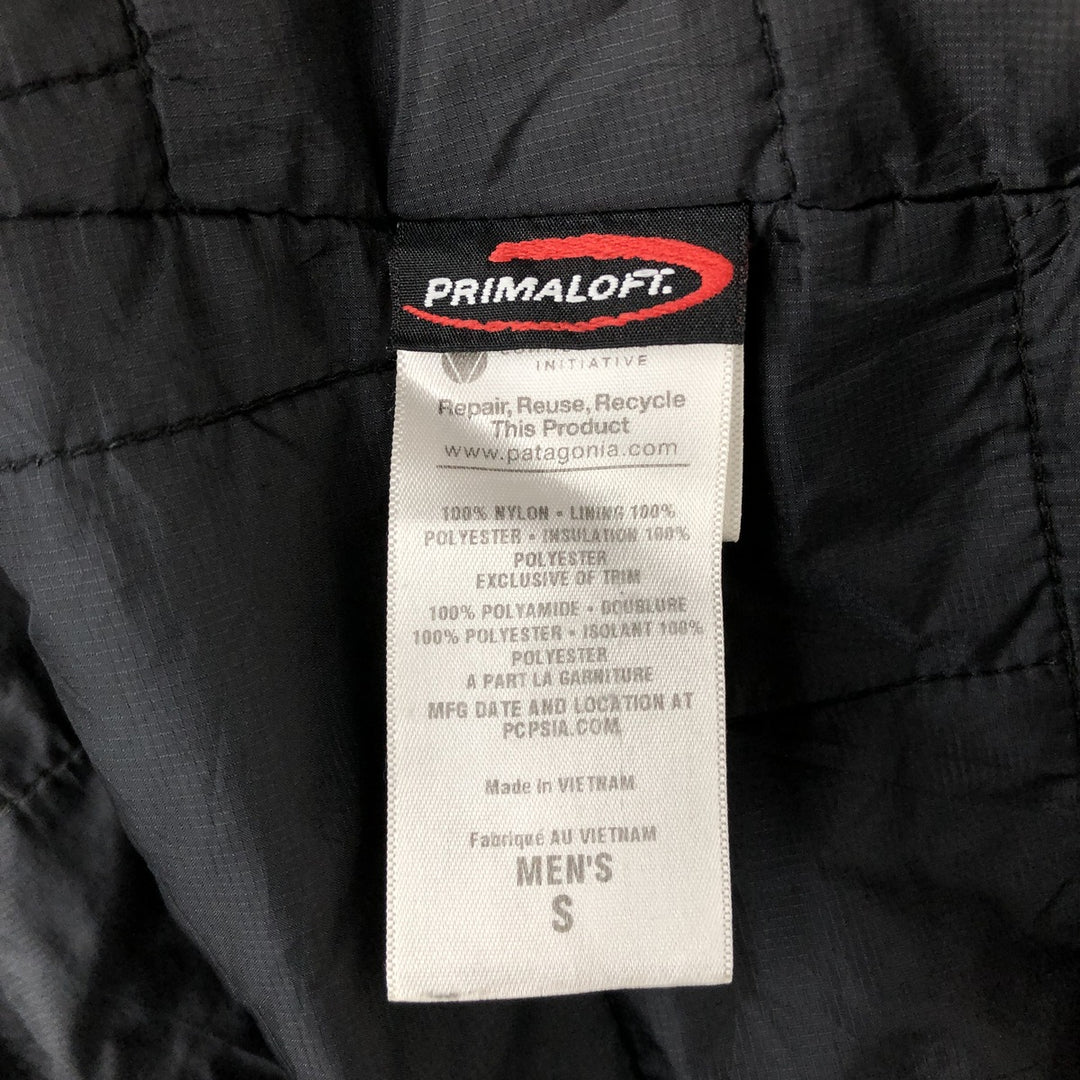 PRIMALOFT.
INITIATIVE
Repair, Reuse, Recycle
This Product
www.patagonia.com
100% NYLON • LINING 100%
POLYESTER • INSULATION 100%
POLYESTER
EXCLUSIVE OF TRIM
100% POLYAMIDE • DOUBLURE
100% POLYESTER • ISOLANT 100%
POLYESTER
A PART LA GARNITURE
MFG DATE AND LOCATION AT
PCPSIA.COM
Made in VIETNAM
Fabriqué AU VIETNAM
MEN'S
S